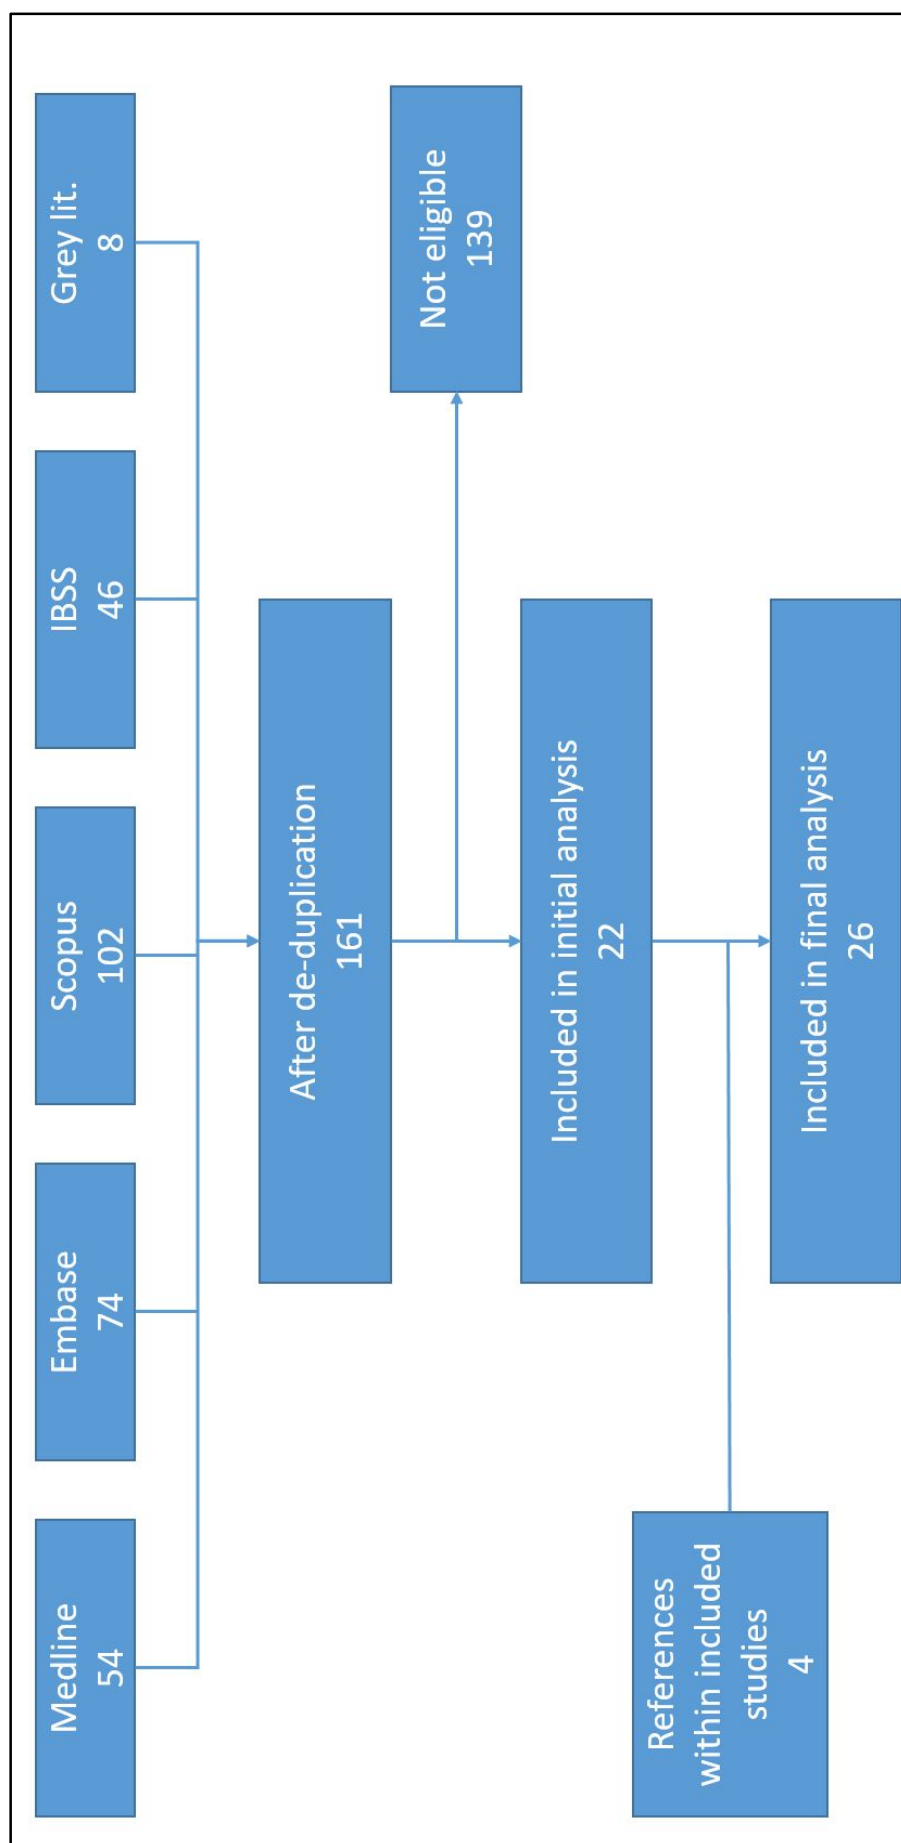 Medline
54
Embase
74
Scopus
102
IBSS
46
Grey lit.
8
After de-duplication
161
Not eligible
139
Included in initial analysis
22
References
within included
studies
4
Included in final analysis
26